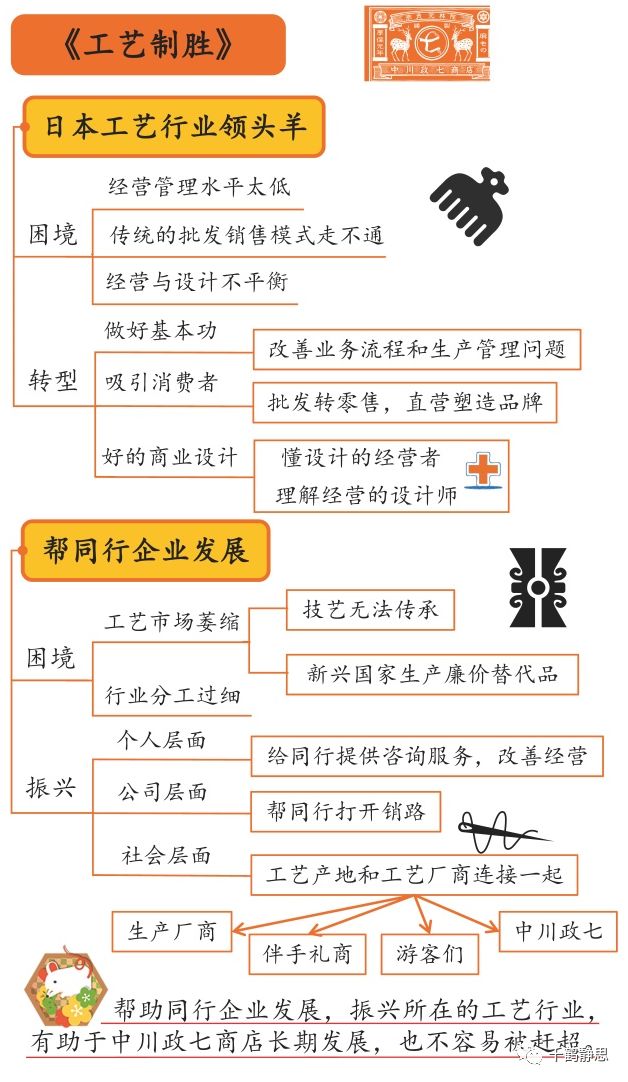 《工艺制胜》
七
中川政七商店
日本工艺行业领头羊
困境
经营管理水平太低
传统的批发销售模式走不通
经营与设计不平衡
转型
做好基本功
改善业务流程和生产管理问题
吸引消费者
批发转零售，直营塑造品牌
好的商业设计
懂设计的经营者
理解经营的设计师
帮同行企业发展
困境
工艺市场萎缩
技艺无法传承
新兴国家生产廉价替代品
行业分工过细
振兴
个人层面
给同行提供咨询服务，改善经营
公司层面
帮同行打开销路
社会层面
工艺产地和工艺厂商连接一起
生产厂商
伴手礼商
游客们
中川政七
帮助同行企业发展，振兴所在的工艺行业，
有助于中川政七商店长期发展，也不容易被赶超。
千鹤静思